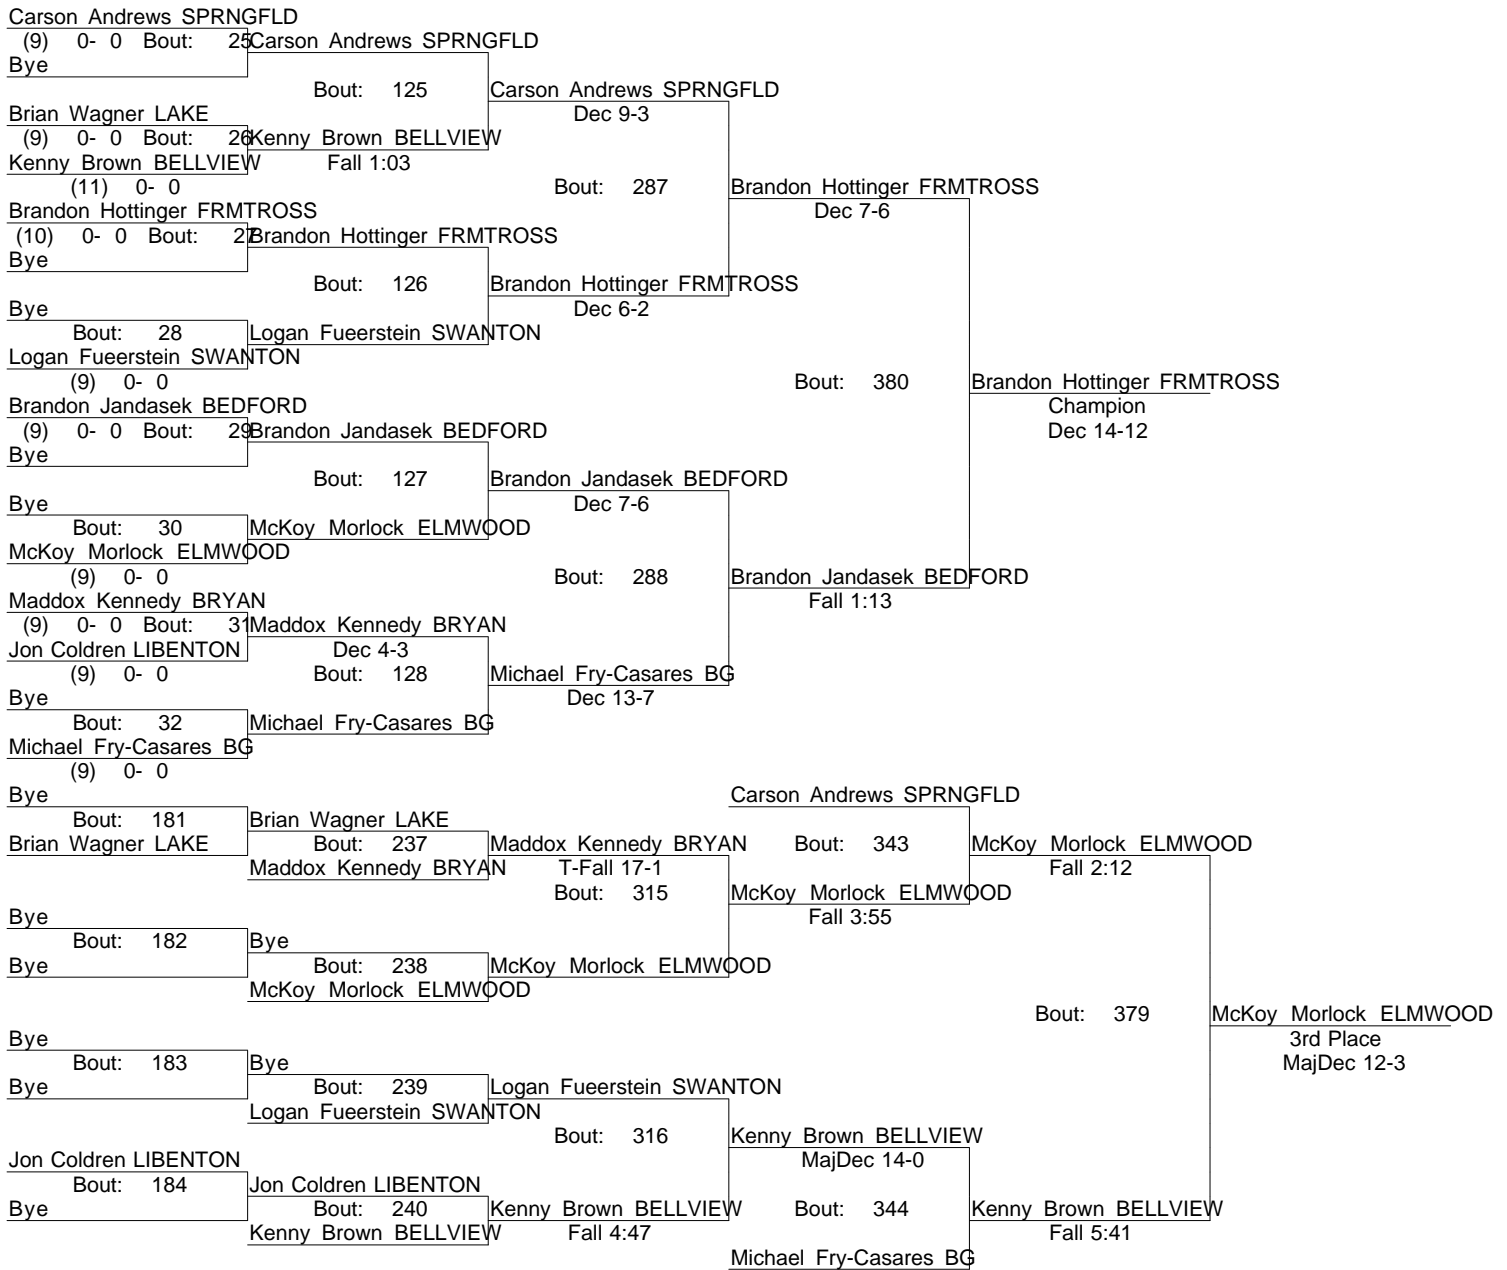 Carson Andrews SPRNGFLD
(9) 0- 0 Bout: 25 Carson Andrews SPRNGFLD
Bye
Bout: 125 Carson Andrews SPRNGFLD
Brian Wagner LAKE Dec 9-3
(9) 0- 0 Bout: 26 Kenny Brown BELLVIEW
Kenny Brown BELLVIEW Fall 1:03
(11) 0- 0 Bout: 287 Brandon Hottinger FRMTROSS
Brandon Hottinger FRMTROSS Dec 7-6
(10) 0- 0 Bout: 27 Brandon Hottinger FRMTROSS
Bye
Bout: 126 Brandon Hottinger FRMTROSS
Bye Dec 6-2
Bout: 28 Logan Fueerstein SWANTON
Logan Fueerstein SWANTON
(9) 0- 0 Bout: 380 Brandon Hottinger FRMTROSS
Brandon Jandasek BEDFORD Champion
(9) 0- 0 Bout: 29 Brandon Jandasek BEDFORD Dec 14-12
Bye
Bout: 127 Brandon Jandasek BEDFORD
Bye Dec 7-6
Bout: 30 McKoy Morlock ELMWOOD
McKoy Morlock ELMWOOD
(9) 0- 0 Bout: 288 Brandon Jandasek BEDFORD
Maddox Kennedy BRYAN Fall 1:13
(9) 0- 0 Bout: 31 Maddox Kennedy BRYAN
Jon Coldren LIBENTON Dec 4-3
(9) 0- 0 Bout: 128 Michael Fry-Casares BG
Bye Dec 13-7
Bout: 32 Michael Fry-Casares BG
Michael Fry-Casares BG
(9) 0- 0
Bye Carson Andrews SPRNGFLD
Bout: 181 Brian Wagner LAKE
Brian Wagner LAKE Bout: 237 Maddox Kennedy BRYAN Bout: 343 McKoy Morlock ELMWOOD
Maddox Kennedy BRYAN T-Fall 17-1 Fall 2:12
Bout: 315 McKoy Morlock ELMWOOD
Bye Fall 3:55
Bout: 182 Bye
Bye Bout: 238 McKoy Morlock ELMWOOD
McKoy Morlock ELMWOOD
Bout: 379 McKoy Morlock ELMWOOD
Bye 3rd Place
Bout: 183 Bye MajDec 12-3
Bye Bout: 239 Logan Fueerstein SWANTON
Logan Fueerstein SWANTON
Bout: 316 Kenny Brown BELLVIEW
Jon Coldren LIBENTON MajDec 14-0
Bout: 184 Jon Coldren LIBENTON
Bye Bout: 240 Kenny Brown BELLVIEW Bout: 344 Kenny Brown BELLVIEW
Kenny Brown BELLVIEW Fall 4:47 Fall 5:41
Michael Fry-Casares BG